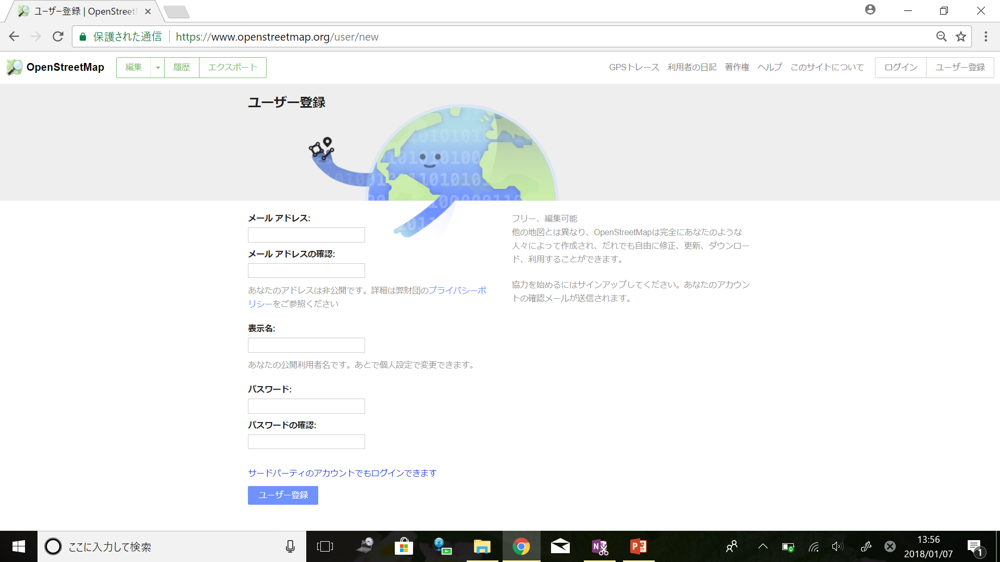 ユーザー登録 | OpenStreet
保護された通信 https://www.openstreetmap.org/user/new
OpenStreetMap 編集 履歴 エクスポート GPSトレース 利用者の日記 著作権 ヘルプ このサイトについて ログイン ユーザー登録
ユーザー登録
メール アドレス:
メール アドレスの確認:
あなたのアドレスは非公開です。詳細は弊財団のプライバシーポ
リシーをご参照ください
表示名:
あなたの公開利用者名です。あとで個人設定で変更できます。
パスワード:
パスワードの確認:
サードパーティのアカウントでもログインできます
ユーザー登録
フリー、編集可能
他の地図とは異なり、OpenStreetMapは完全にあなたのような
人々によって作成され、だれでも自由に修正、更新、ダウンロー
ド、利用することができます。
協力を始めるにはサインアップしてください。あなたのアカウン
トの確認メールが送信されます。
ここに入力して検索
13:56
2018/01/07
1